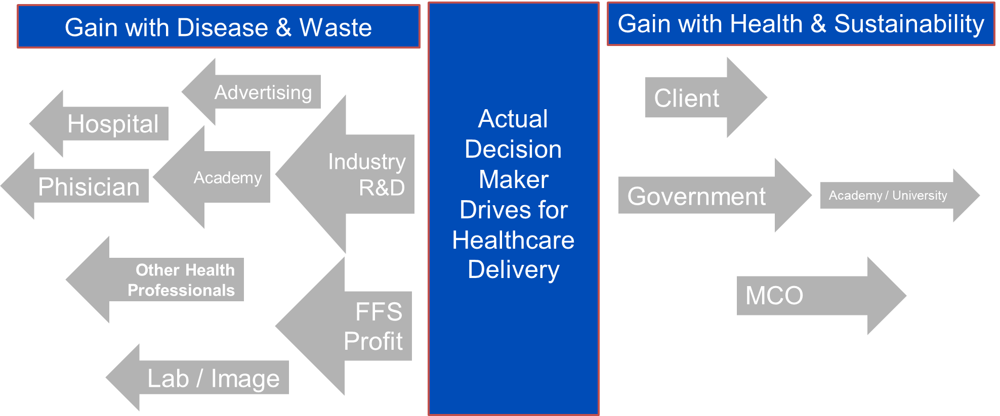 Gain with Disease & Waste
Advertising
Hospital
Industry
R&D
Academy
Phisician
Other Health
Professionals
FFS
Profit
Lab / Image
Actual
Decision
Maker
Drives for
Healthcare
Delivery
Gain with Health & Sustainability
Client
Government
Academy / University
MCO